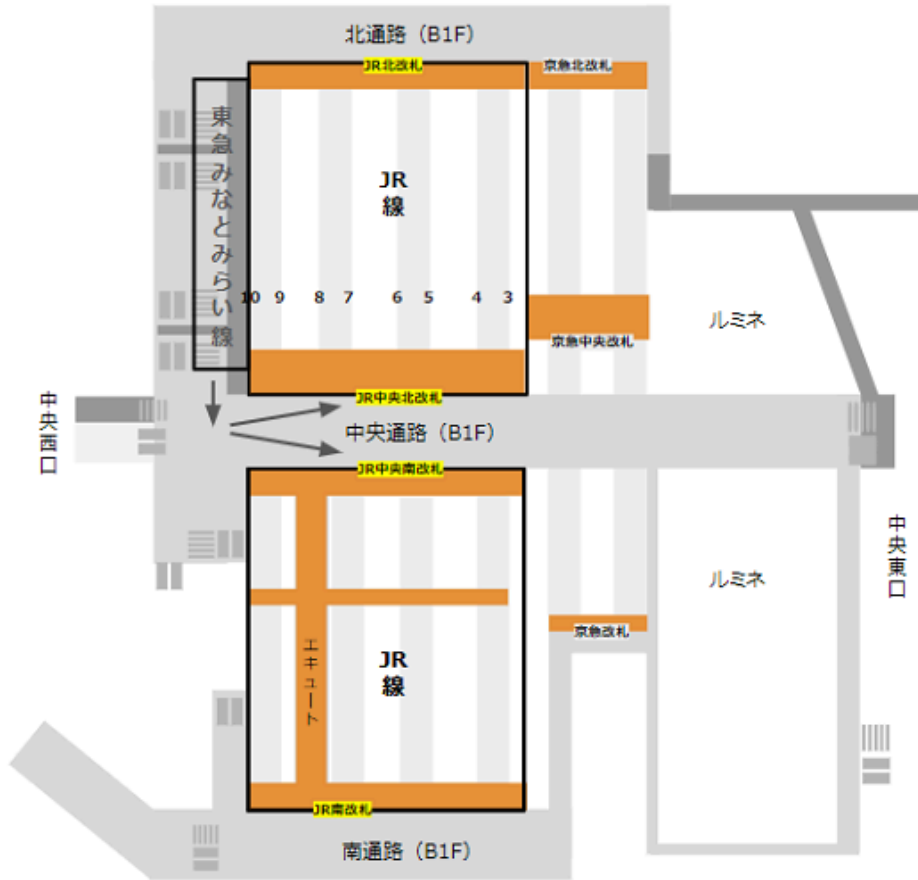 北通路（B1F）
JR北改札
京急北改札
東急みなとみらい線
JR
線
10 9 8 7 6 5 4 3
ルミネ
京急中央改札
JR中央北改札
中央西口
中央通路（B1F）
JR中央南改札
中央東口
ルミネ
京急改札
エキュート
JR
線
JR南改札
南通路（B1F）